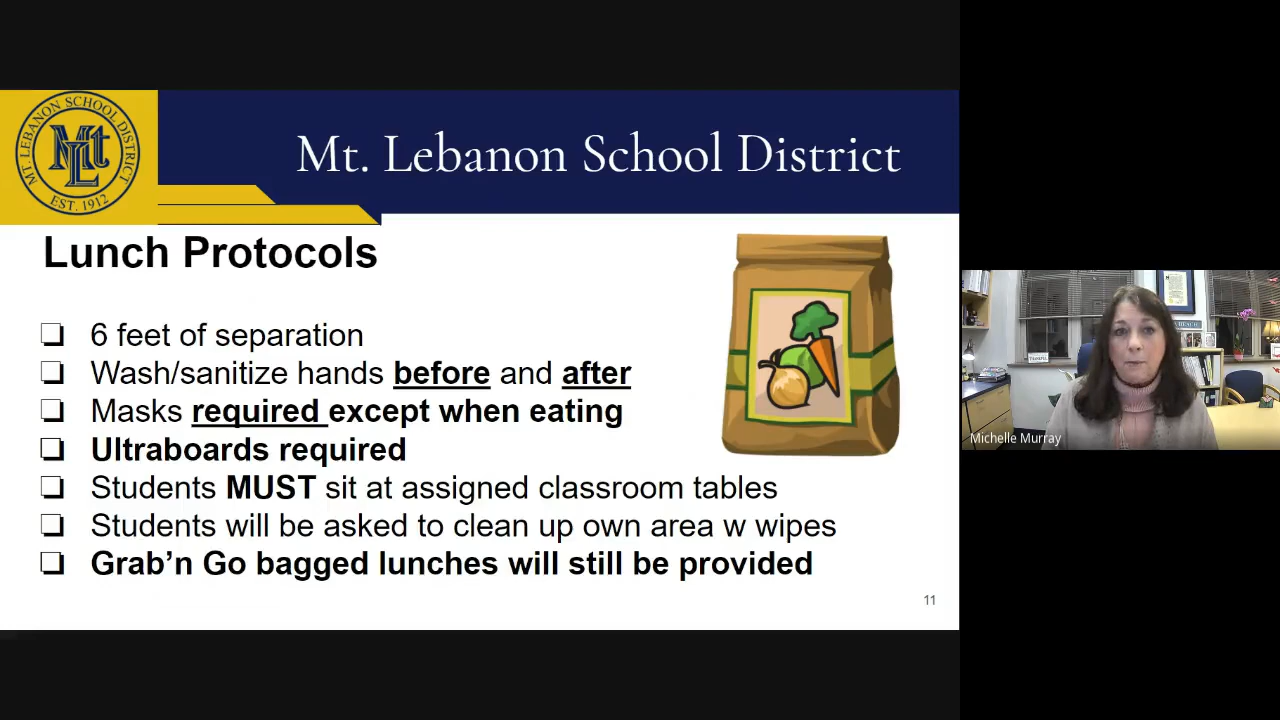 MT. LEBANON SCHOOL DISTRICT
MtL
EST. 1912
Mt. Lebanon School District
Lunch Protocols
6 feet of separation
Wash/sanitize hands before and after
Masks required except when eating
Ultraboards required
Students MUST sit at assigned classroom tables
Students will be asked to clean up own area w wipes
Grab’n Go bagged lunches will still be provided
11
Michelle Murray